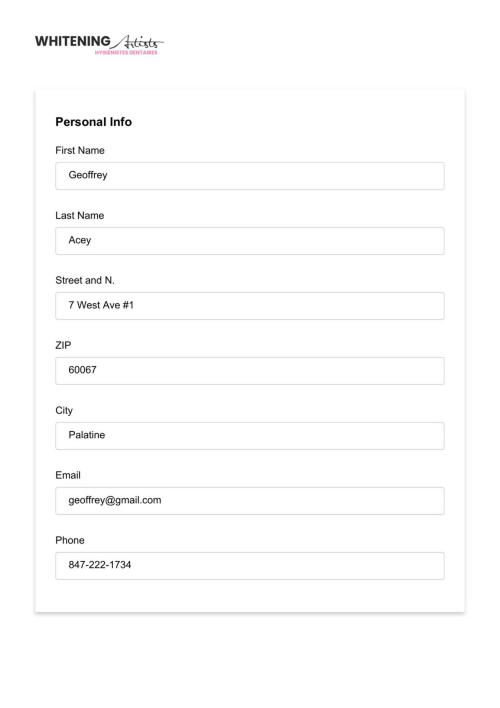 WHITENING Artists
HYGIÉNISTES DENTAIRES
Personal Info
First Name
Geoffrey
Last Name
Acey
Street and N.
7 West Ave #1
ZIP
60067
City
Palatine
Email
geoffrey@gmail.com
Phone
847-222-1734